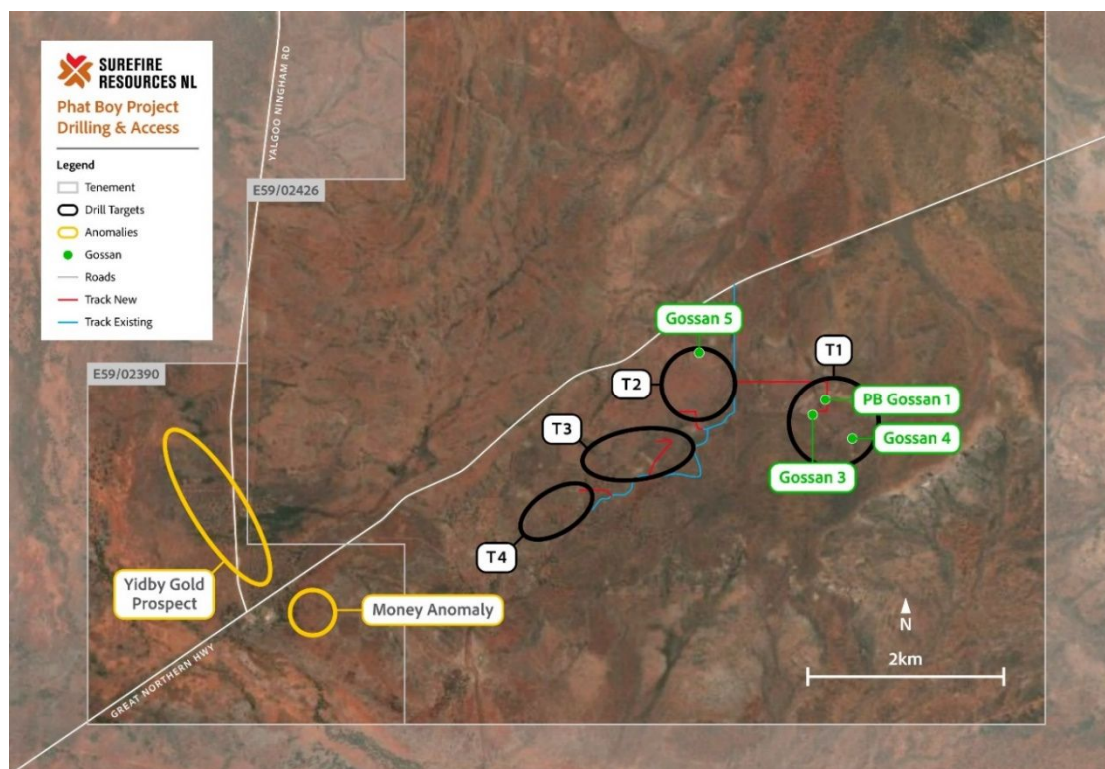 SUREFIRE
RESOURCES NL
Phat Boy Project
Drilling & Access
Legend
Tenement
Drill Targets
Anomalies
Gossan
Roads
Track New
Track Existing
YALGOO NINGHAM RD
E59/02426
E59/02390
Gossan 5
T1
T2
PB Gossan 1
T3
Gossan 4
Gossan 3
T4
Yidby Gold
Prospect
Money Anomaly
N
2km
GREAT NORTHERN HWY